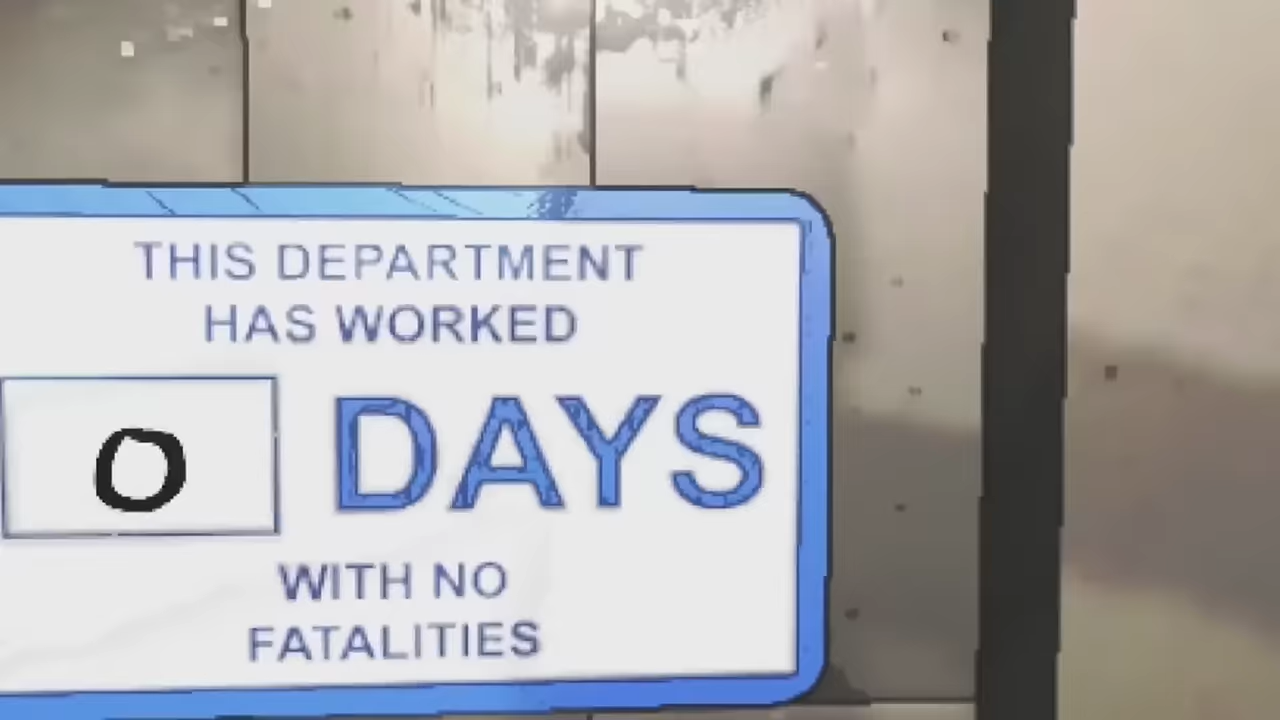 THIS DEPARTMENT
HAS WORKED
0 DAYS
WITH NO
FATALITIES